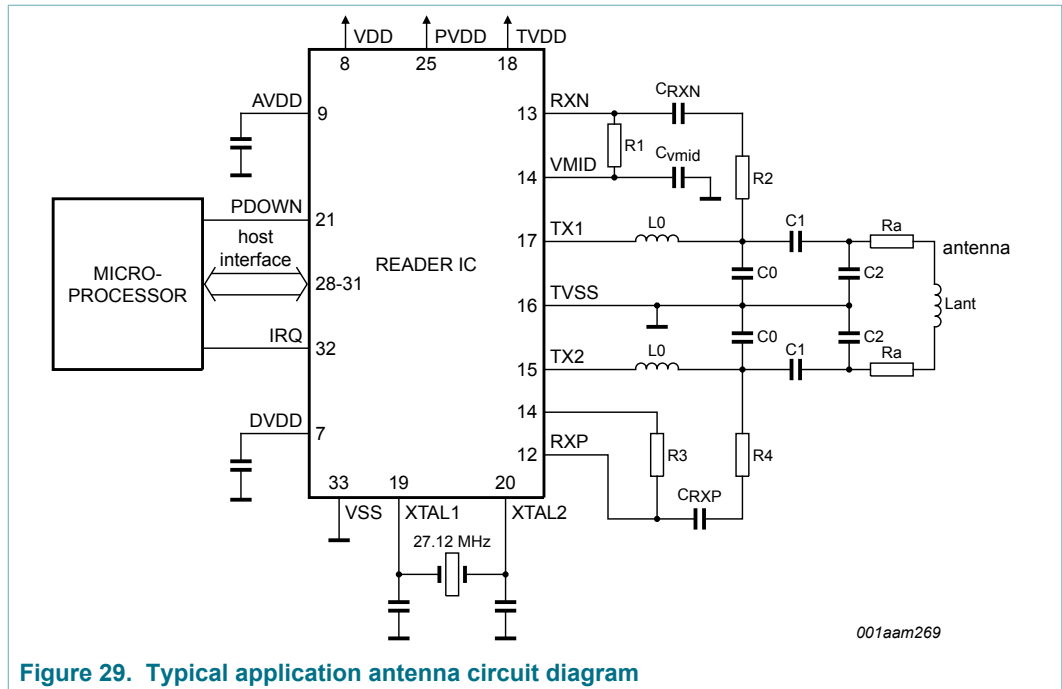 VDD PVDD TVDD
8 25 18
AVDD 9
13 RXN
CRXN
R1
Cvmid
14 VMID
R2
PDOWN 21
host
interface
28-31
MICRO-
PROCESSOR
READER IC
17 TX1
L0
C1
Ra
antenna
C0
C2
Lant
16 TVSS
C0
C2
IRQ 32
15 TX2
L0
C1
Ra
14
R3
R4
12 RXP
CRXP
DVDD 7
33 19 20
VSS XTAL1 XTAL2
27.12 MHz
001aam269
Figure 29. Typical application antenna circuit diagram